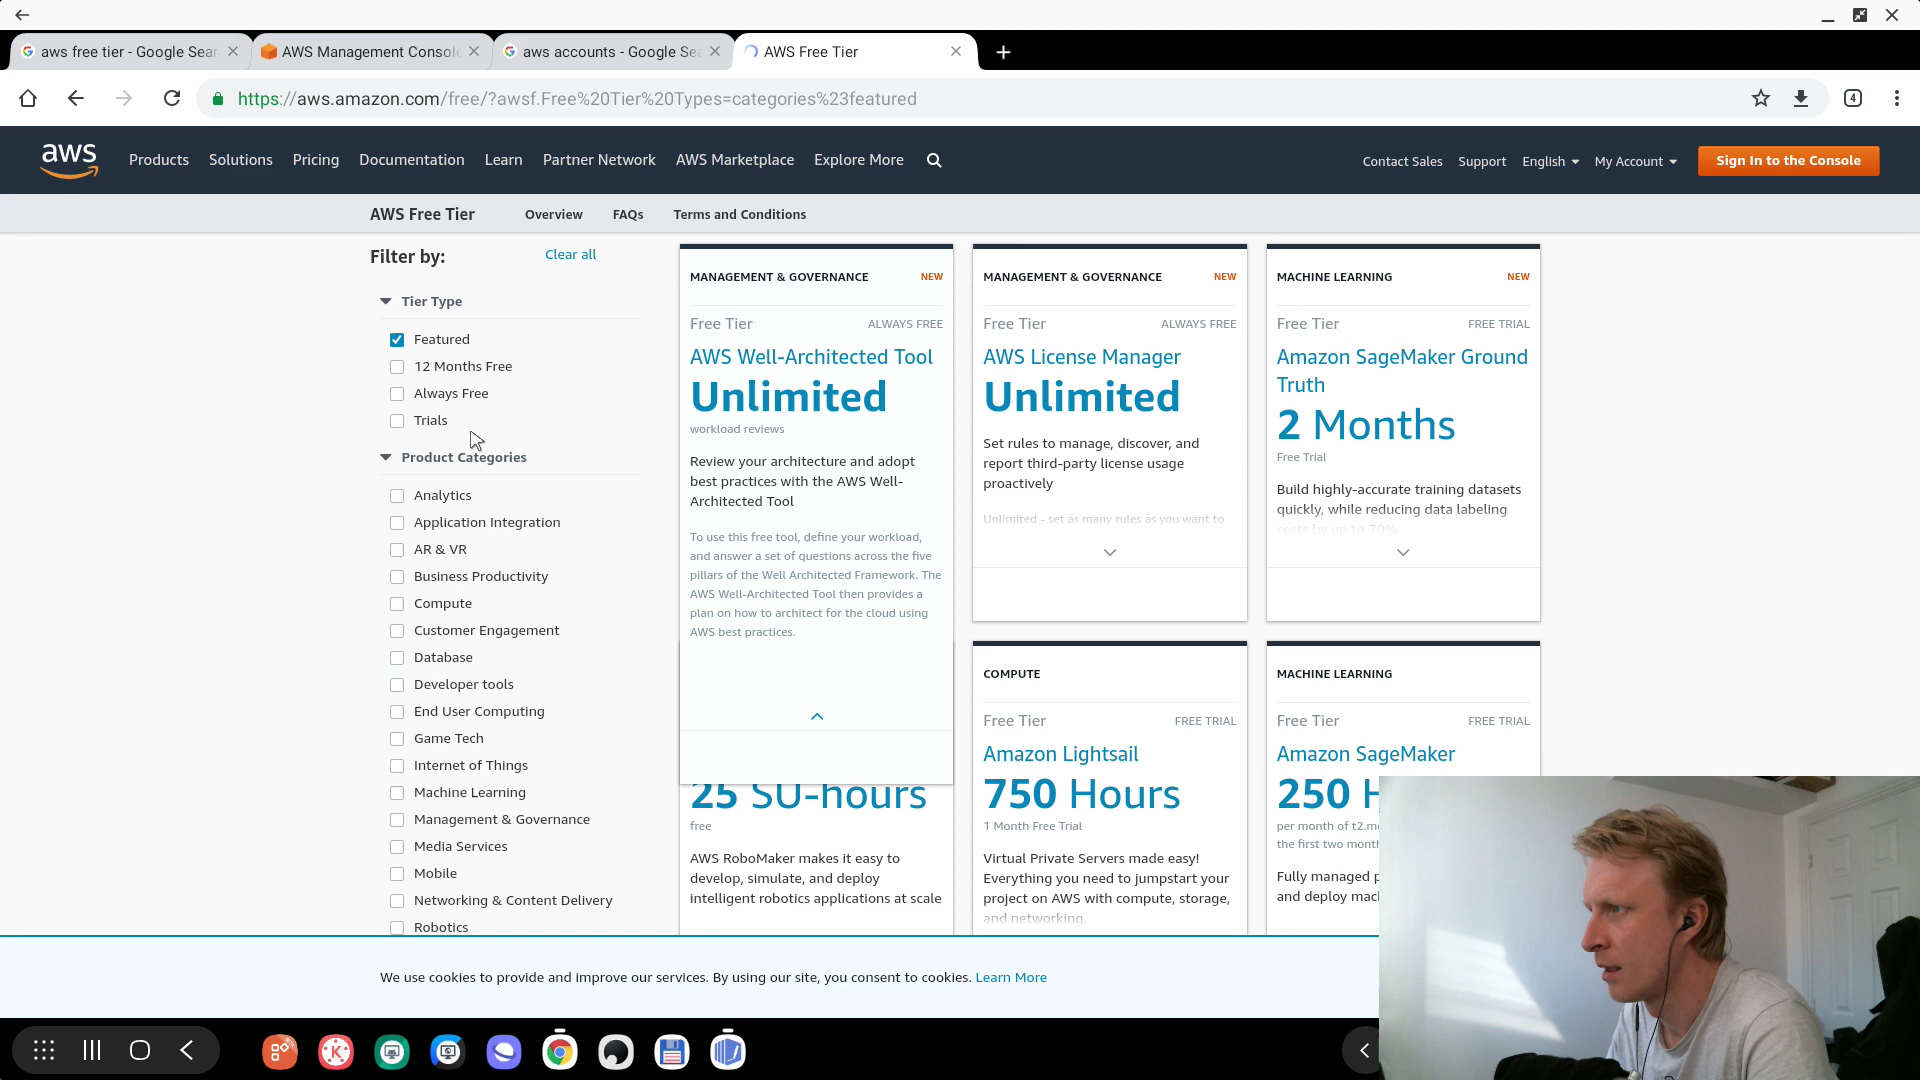 aws free tier - Google Sear
AWS Management Console
aws accounts - Google Sea
AWS Free Tier
https://aws.amazon.com/free/?awsf.Free%20Tier%20Types=categories%23featured
4
aws
Products
Solutions
Pricing
Documentation
Learn
Partner Network
AWS Marketplace
Explore More
Contact Sales
Support
English
My Account
Sign In to the Console
AWS Free Tier
Overview
FAQs
Terms and Conditions
Filter by:
Clear all
Tier Type
Featured
12 Months Free
Always Free
Trials
Product Categories
Analytics
Application Integration
AR & VR
Business Productivity
Compute
Customer Engagement
Database
Developer tools
End User Computing
Game Tech
Internet of Things
Machine Learning
Management & Governance
Media Services
Mobile
Networking & Content Delivery
Robotics
MANAGEMENT & GOVERNANCE
NEW
Free Tier
ALWAYS FREE
AWS Well-Architected Tool
Unlimited
workload reviews
Review your architecture and adopt
best practices with the AWS Well-
Architected Tool
To use this free tool, define your workload,
and answer a set of questions across the five
pillars of the Well Architected Framework. The
AWS Well-Architected Tool then provides a
plan on how to architect for the cloud using
AWS best practices.
MANAGEMENT & GOVERNANCE
NEW
Free Tier
ALWAYS FREE
AWS License Manager
Unlimited
Set rules to manage, discover, and
report third-party license usage
proactively
Unlimited - set as many rules as you want to
MACHINE LEARNING
NEW
Free Tier
FREE TRIAL
Amazon SageMaker Ground
Truth
2 Months
Free Trial
Build highly-accurate training datasets
quickly, while reducing data labeling
costs by up to 70%
25 SU-hours
free
AWS RoboMaker makes it easy to
develop, simulate, and deploy
intelligent robotics applications at scale
COMPUTE
Free Tier
FREE TRIAL
Amazon Lightsail
750 Hours
1 Month Free Trial
Virtual Private Servers made easy!
Everything you need to jumpstart your
project on AWS with compute, storage,
and networking.
MACHINE LEARNING
Free Tier
FREE TRIAL
Amazon SageMaker
250 H
per month of t2.m
the first two month
Fully managed p
and deploy mac
We use cookies to provide and improve our services. By using our site, you consent to cookies. Learn More